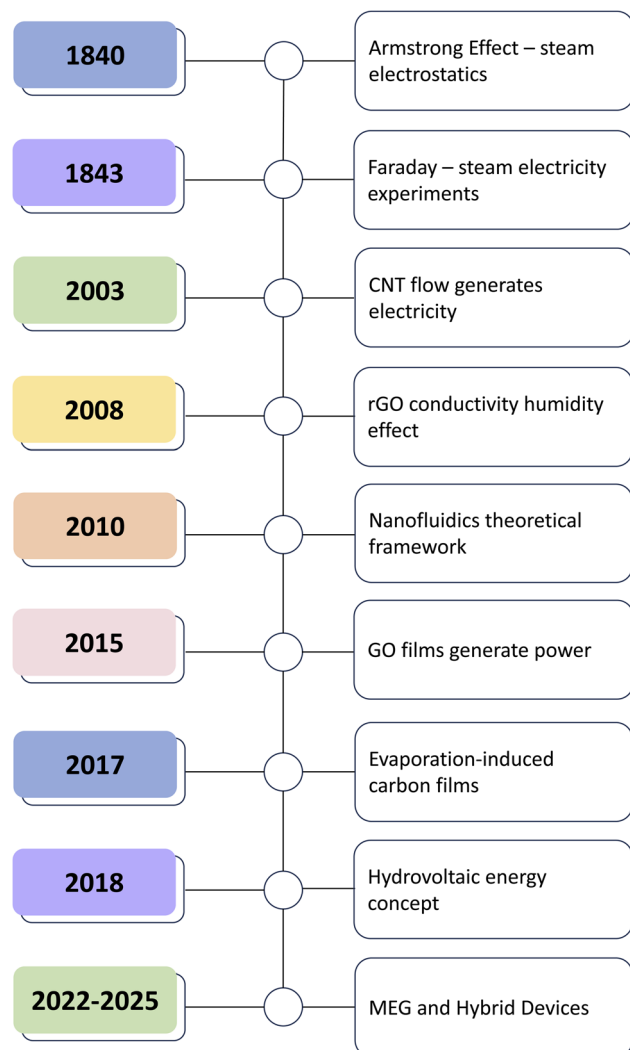 1840
Armstrong Effect – steam
electrostatics
1843
Faraday – steam electricity
experiments
2003
CNT flow generates
electricity
2008
rGO conductivity humidity
effect
2010
Nanofluidics theoretical
framework
2015
GO films generate power
2017
Evaporation-induced
carbon films
2018
Hydrovoltaic energy
concept
2022-2025
MEG and Hybrid Devices